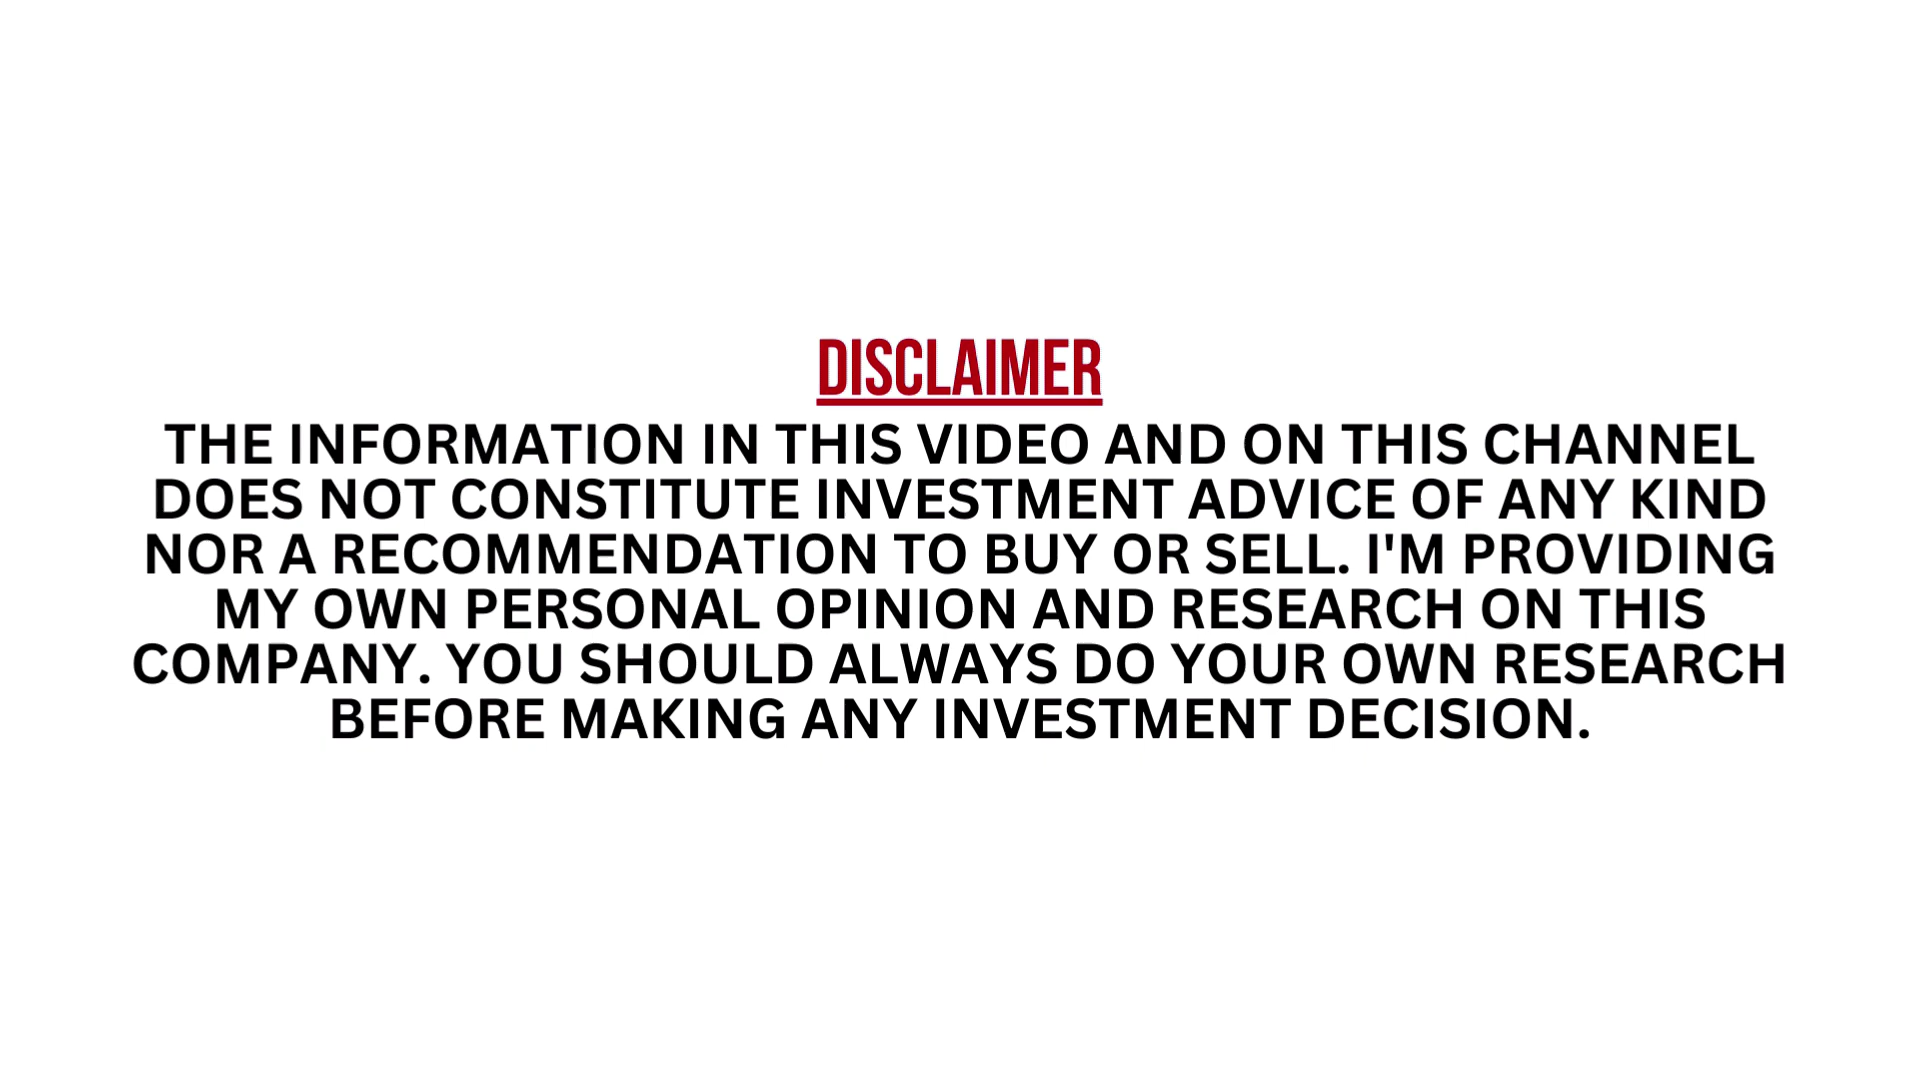 DISCLAIMER
THE INFORMATION IN THIS VIDEO AND ON THIS CHANNEL
DOES NOT CONSTITUTE INVESTMENT ADVICE OF ANY KIND
NOR A RECOMMENDATION TO BUY OR SELL. I'M PROVIDING
MY OWN PERSONAL OPINION AND RESEARCH ON THIS
COMPANY. YOU SHOULD ALWAYS DO YOUR OWN RESEARCH
BEFORE MAKING ANY INVESTMENT DECISION.